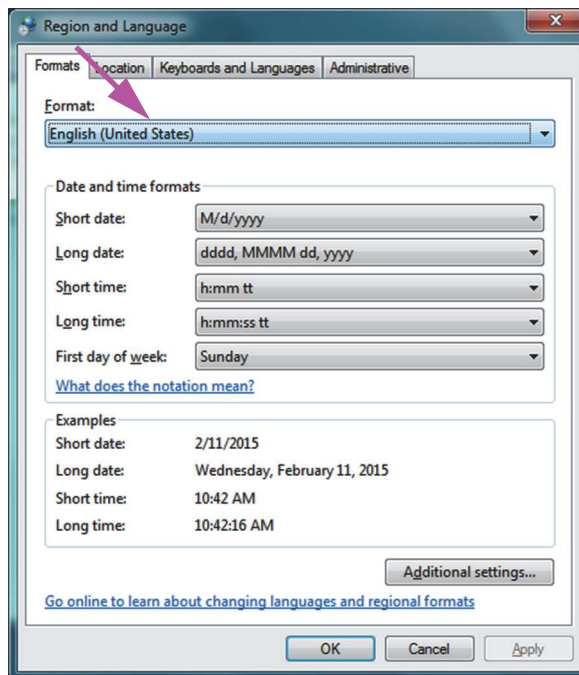 Region and Language
Formats Location Keyboards and Languages Administrative
Format:
English (United States)
Date and time formats
Short date: M/d/yyyy
Long date: dddd, MMMM dd, yyyy
Short time: h:mm tt
Long time: h:mm:ss tt
First day of week: Sunday
What does the notation mean?
Examples
Short date: 2/11/2015
Long date: Wednesday, February 11, 2015
Short time: 10:42 AM
Long time: 10:42:16 AM
Additional settings...
Go online to learn about changing languages and regional formats
OK Cancel Apply